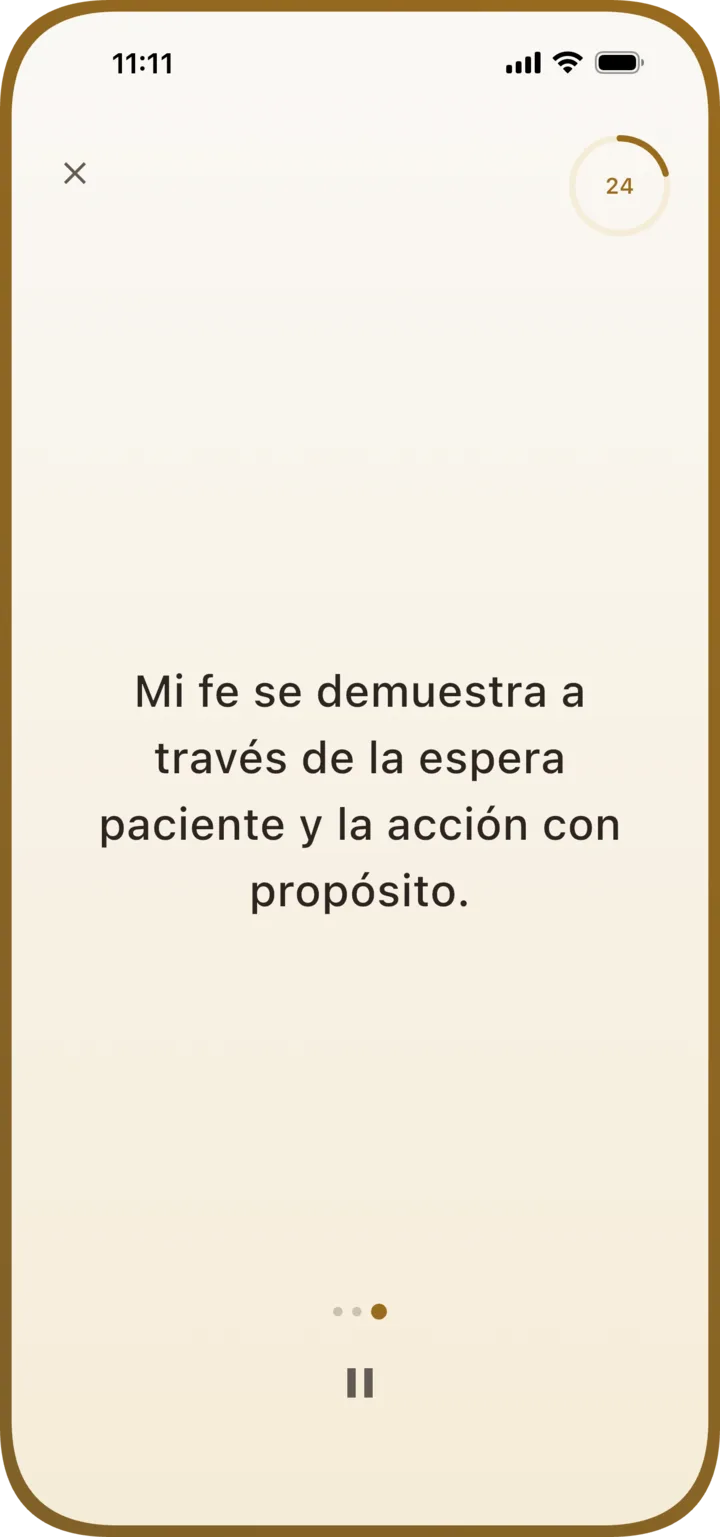 11:11
24
Mi fe se demuestra a
través de la espera
paciente y la acción con
propósito.